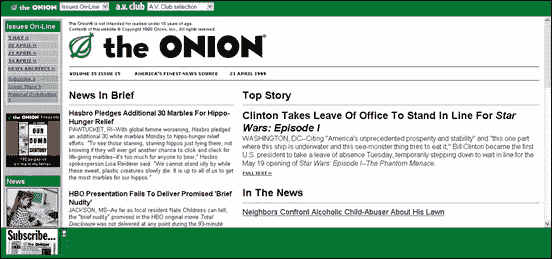 the ONION
Issues On-Line
a.v. club
A.V. Club selection
Issues On-Line
5 MAY
28 APRIL
21 APRIL
14 APRIL
NEWS ARCHIVES
Subscribe
The Onion is not intended for readers under 18 years of age.
Contents of this website © Copyright 1999 Onion, Inc., All rights reserved.
the ONION
VOLUME 35 ISSUE 15 AMERICA'S FINEST NEWS SOURCE 21 APRIL 1999
the ONION Presents
OUR
DUMB
CENTURY
News
Subscribe...
the ONION
News In Brief
Hasbro Pledges Additional 30 Marbles For Hippo-
Hunger Relief
PAWTUCKET, RI--With global femme worsening, Hasbro pledged
an additional 30 white marbles Monday to hippo-hunger relief
efforts. "To see those starving, starving hippos just lying there, not
knowing if they will ever get another chance to click and clack for
life-giving marbles--it's too much for anyone to bear," Hasbro
spokesperson Lisa Reidener said. "We cannot stand idly by while
these sweet, plastic creatures slowly die. It is up to all of us to get
the most marbles for our hippos."
HBO Presentation Fails To Deliver Promised 'Brief
Nudity'
JACKSON, MS--As far as local resident Nate Childress can tell,
the "brief nudity" promised in the HBO original movie Total
Disclosure was not delivered at any point during the 93-minute
Top Story
Clinton Takes Leave Of Office To Stand In Line For Star
Wars: Episode I
WASHINGTON, DC--Citing "America's unprecedented prosperity and stability" and "this one part
where this ship is underwater and this sea-monster thing tries to eat it," Bill Clinton became the first
U.S. president to take a leave of absence Tuesday, temporarily stepping down to wait in line for the
May 19 opening of Star Wars: Episode I--The Phantom Menace.
FULL TEXT
In The News
Neighbors Confront Alcoholic Child-Abuser About His Lawn